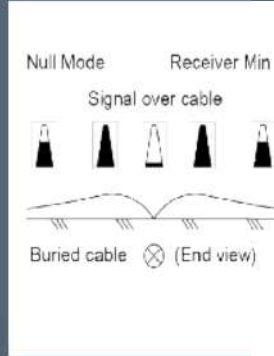 Null Mode Receiver Min
Signal over cable
Buried cable (End view)